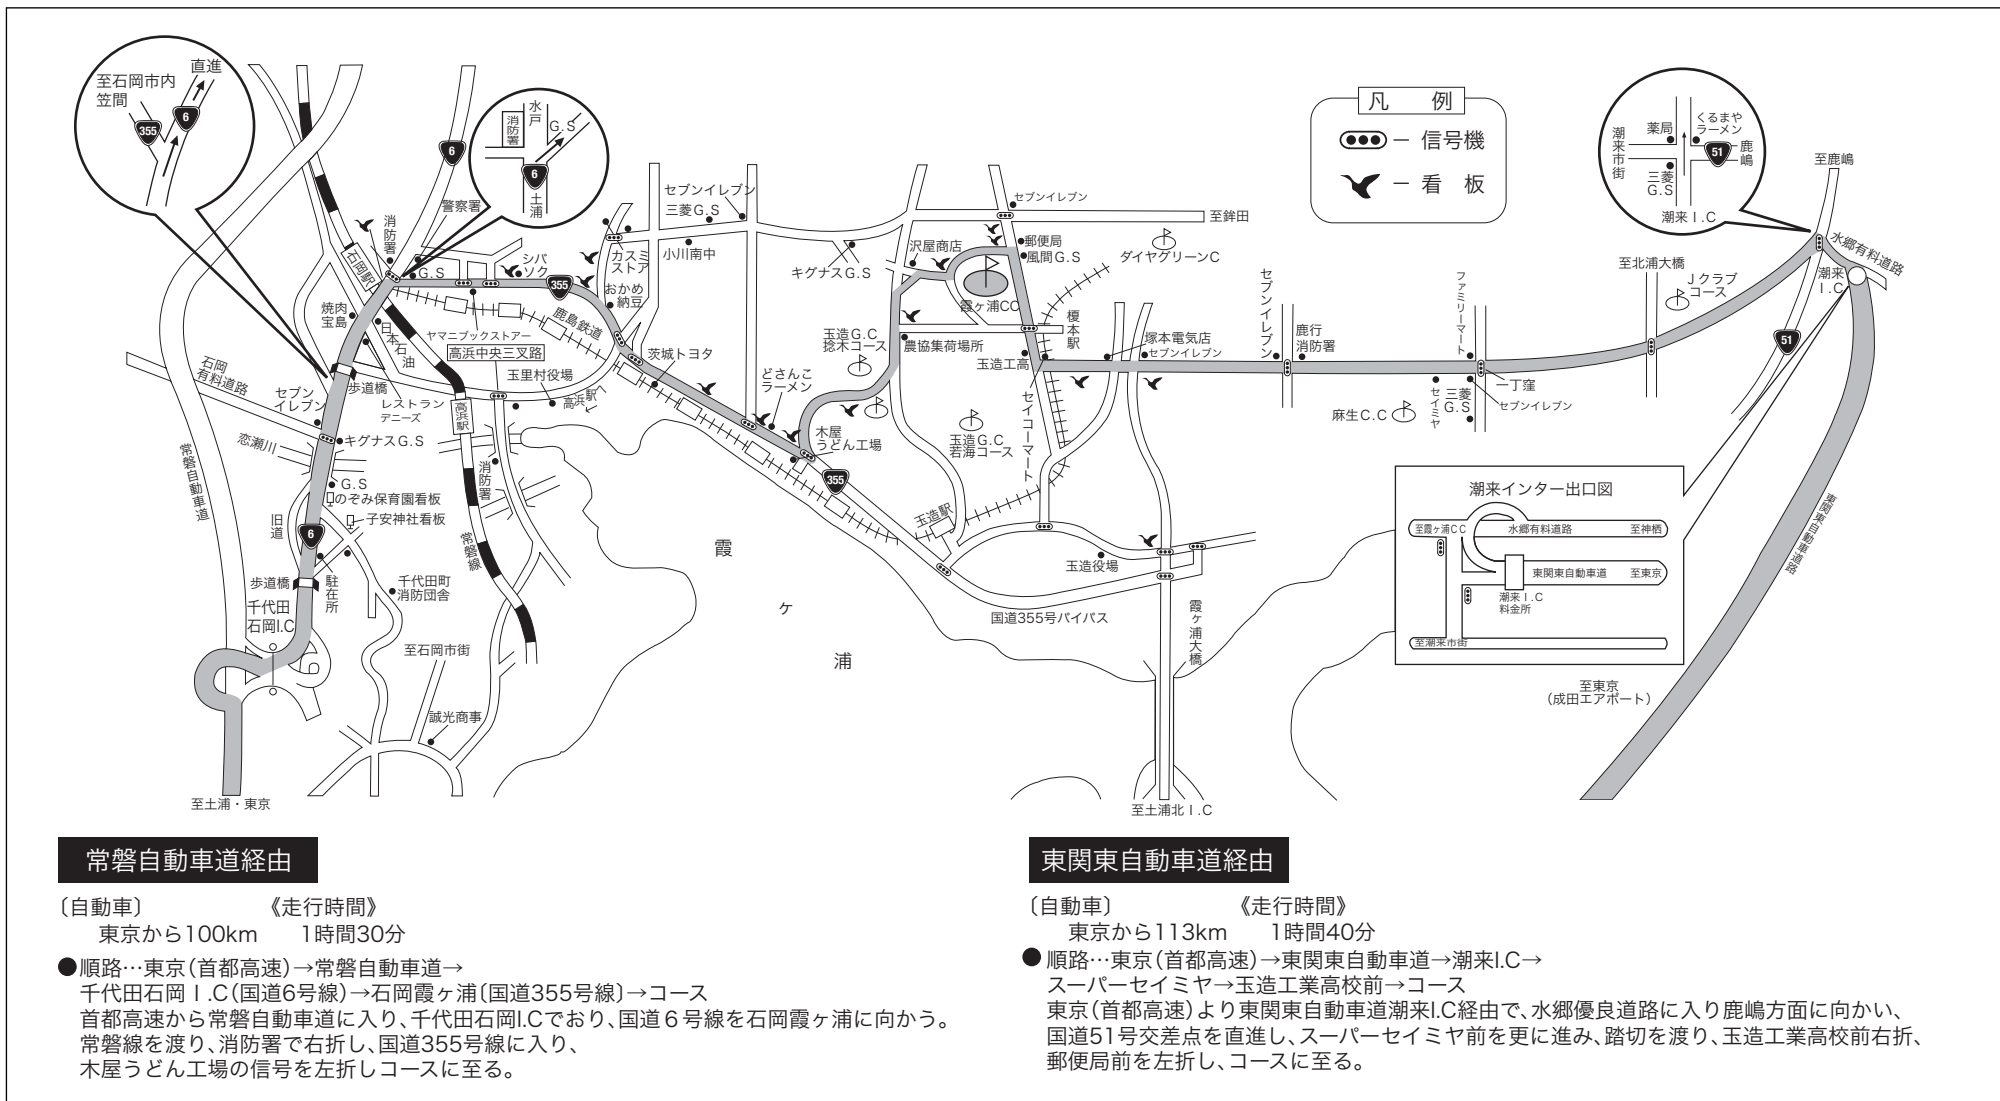 至石岡市内
笠間
直進
355
6
水戸
消防署
G.S
6
土浦
6
警察署
消防署
石岡駅
G.S
シバソク
カスミストア
355
おかめ納豆
セブンイレブン
三菱G.S
小川南中
キグナスG.S
沢屋商店
セブンイレブン
至鉾田
郵便局
風間G.S
ダイヤグリーンC
霞ヶ浦CC
凡 例
ー 信号機
ー 看 板
薬局
くるまや
ラーメン
潮来市街
三菱
G.S
51
鹿嶋
潮来I.C
至鹿嶋
水郷有料道路
潮来
I.C
至北浦大橋
Jクラブ
コース
51
焼肉
宝島
日本石油
ヤマニブックストアー
鹿島鉄道
高浜中央三叉路
茨城トヨタ
玉里村役場
高浜駅へ
どさんこ
ラーメン
玉造G.C
捻木コース
農協集荷場所
榎本駅
玉造工高
塚本電気店
セブンイレブン
セブンイレブン
鹿行
消防署
ファミリーマート
一丁窪
セブンイレブン
三菱
G.S
セイミヤ
麻生C.C
石岡
有料道路
セブン
イレブン
歩道橋
レストラン
デニーズ
高浜駅
恋瀬川
キグナスG.S
木屋
うどん工場
玉造G.C
若海コース
セイコーマート
355
常磐自動車道
G.S
のぞみ保育園看板
子安神社看板
旧道
6
消防署
常磐線
玉造駅
歩道橋
駐在所
千代田町
消防団舎
千代田
石岡I.C
至石岡市街
誠光商事
至土浦・東京
霞
ケ
浦
玉造役場
国道355号バイパス
霞ヶ浦大橋
至土浦北I.C
潮来インター出口図
至霞ヶ浦CC
水郷有料道路
至神栖
東関東自動車道
至東京
潮来I.C
料金所
至潮来市街
東関東自動車道路
至東京
(成田エアポート)
常磐自動車道経由
〔自動車〕 《走行時間》
東京から100km 1時間30分
●順路…東京(首都高速)→常磐自動車道→
千代田石岡I.C(国道6号線)→石岡霞ヶ浦〔国道355号線〕→コース
首都高速から常磐自動車道に入り、千代田石岡I.Cでおり、国道6号線を石岡霞ヶ浦に向かう。
常磐線を渡り、消防署で右折し、国道355号線に入り、
木屋うどん工場の信号を左折しコースに至る。
東関東自動車道経由
〔自動車〕 《走行時間》
東京から113km 1時間40分
●順路…東京(首都高速)→東関東自動車道→潮来I.C→
スーパーセイミヤ→玉造工業高校前→コース
東京(首都高速)より東関東自動車道潮来I.C経由で、水郷優良道路に入り鹿嶋方面に向かい、
国道51号交差点を直進し、スーパーセイミヤ前を更に進み、踏切を渡り、玉造工業高校前右折、
郵便局前を左折し、コースに至る。